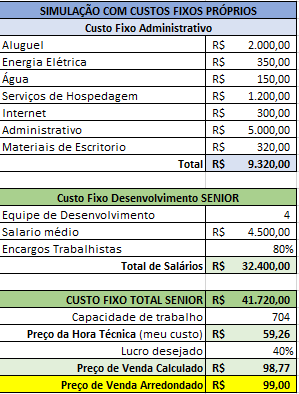 SIMULAÇÃO COM CUSTOS FIXOS PRÓPRIOS
Custo Fixo Administrativo
Aluguel R$ 2.000,00
Energia Elétrica R$ 350,00
Água R$ 150,00
Serviços de Hospedagem R$ 1.200,00
Internet R$ 300,00
Administrativo R$ 5.000,00
Materiais de Escritorio R$ 320,00
Total R$ 9.320,00
Custo Fixo Desenvolvimento SENIOR
Equipe de Desenvolvimento 4
Salario médio R$ 4.500,00
Encargos Trabalhistas 80%
Total de Salários R$ 32.400,00
CUSTO FIXO TOTAL SENIOR R$ 41.720,00
Capacidade de trabalho 704
Preço da Hora Técnica (meu custo) R$ 59,26
Lucro desejado 40%
Preço de Venda Calculado R$ 98,77
Preço de Venda Arredondado R$ 99,00